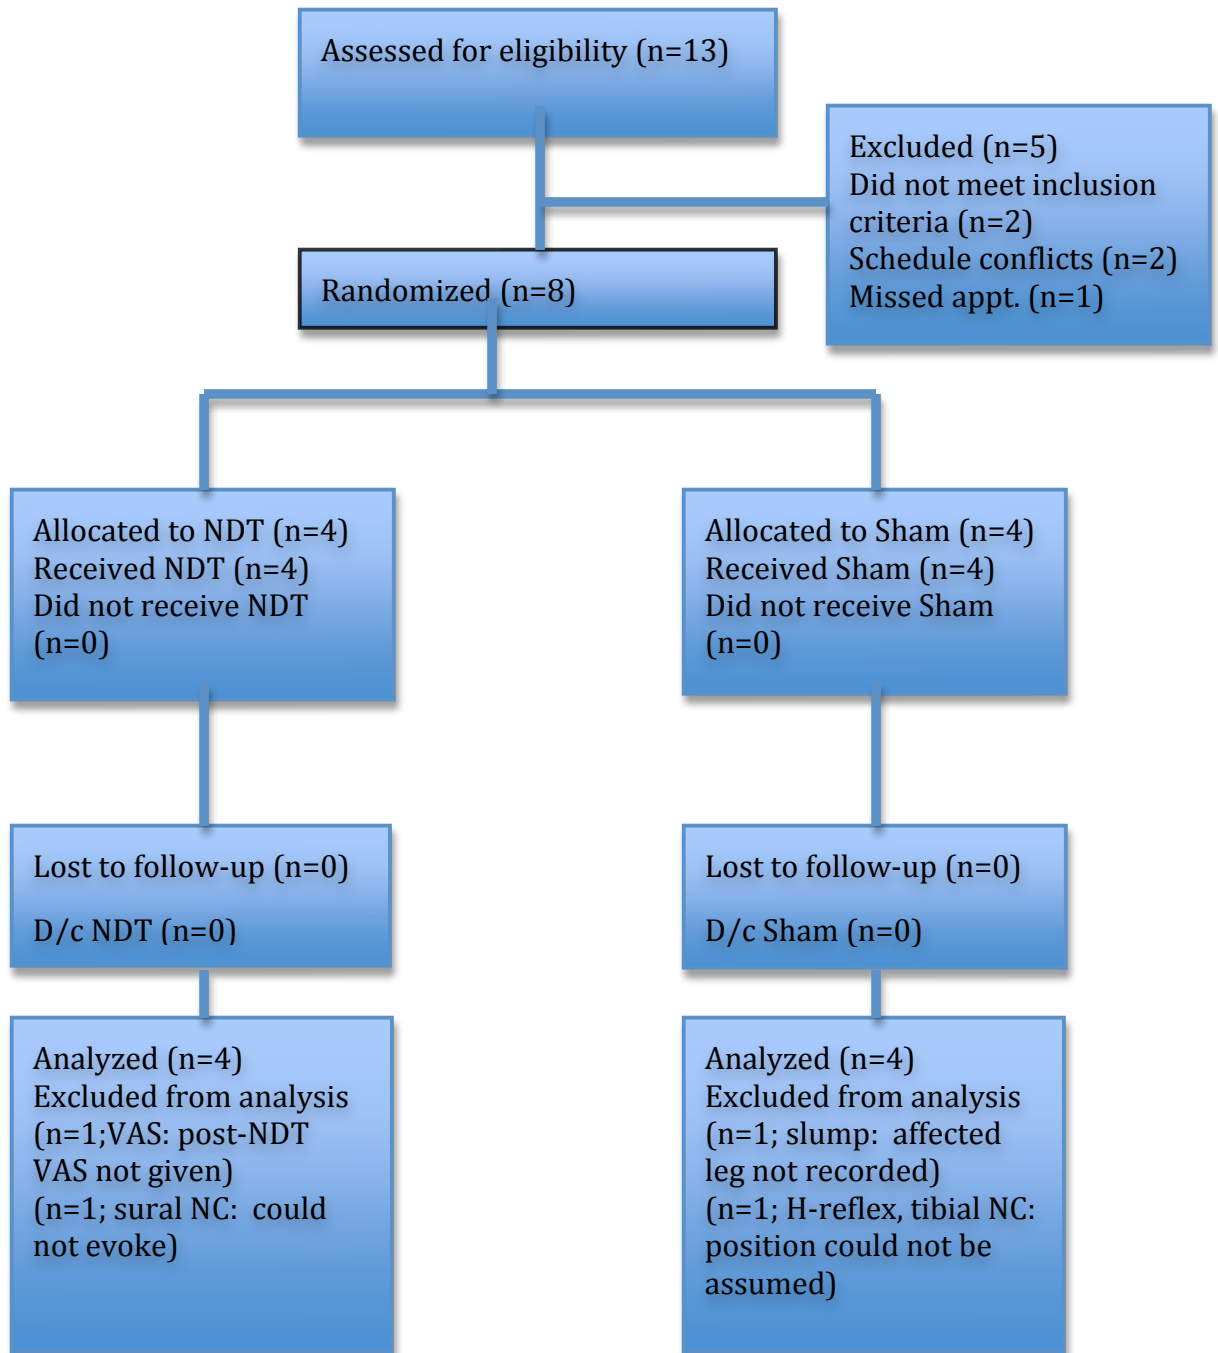 Assessed for eligibility (n=13)
Excluded (n=5)
Did not meet inclusion
criteria (n=2)
Schedule conflicts (n=2)
Missed appt. (n=1)
Randomized (n=8)
Allocated to NDT (n=4)
Received NDT (n=4)
Did not receive NDT
(n=0)
Allocated to Sham (n=4)
Received Sham (n=4)
Did not receive Sham
(n=0)
Lost to follow-up (n=0)
D/c NDT (n=0)
Lost to follow-up (n=0)
D/c Sham (n=0)
Analyzed (n=4)
Excluded from analysis
(n=1;VAS: post-NDT
VAS not given)
(n=1; sural NC:  could
not evoke)
Analyzed (n=4)
Excluded from analysis
(n=1; slump:  affected
leg not recorded)
(n=1; H-reflex, tibial NC:
position could not be
assumed)